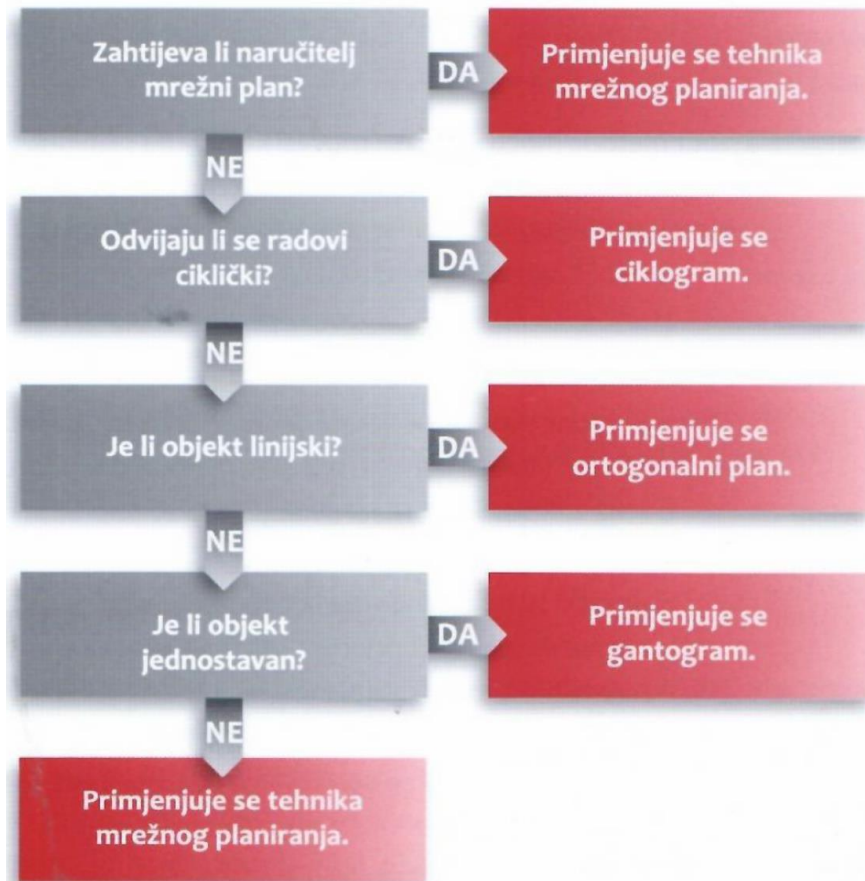 Zahtijeva li naručitelj
mrežni plan?
DA
Primjenjuje se tehnika
mrežnog planiranja.
NE
Odvijaju li se radovi
ciklički?
DA
Primjenjuje se
ciklogram.
NE
Je li objekt linijski?
DA
Primjenjuje se
ortogonalni plan.
NE
Je li objekt
jednostavan?
DA
Primjenjuje se
gantogram.
NE
Primjenjuje se tehnika
mrežnog planiranja.